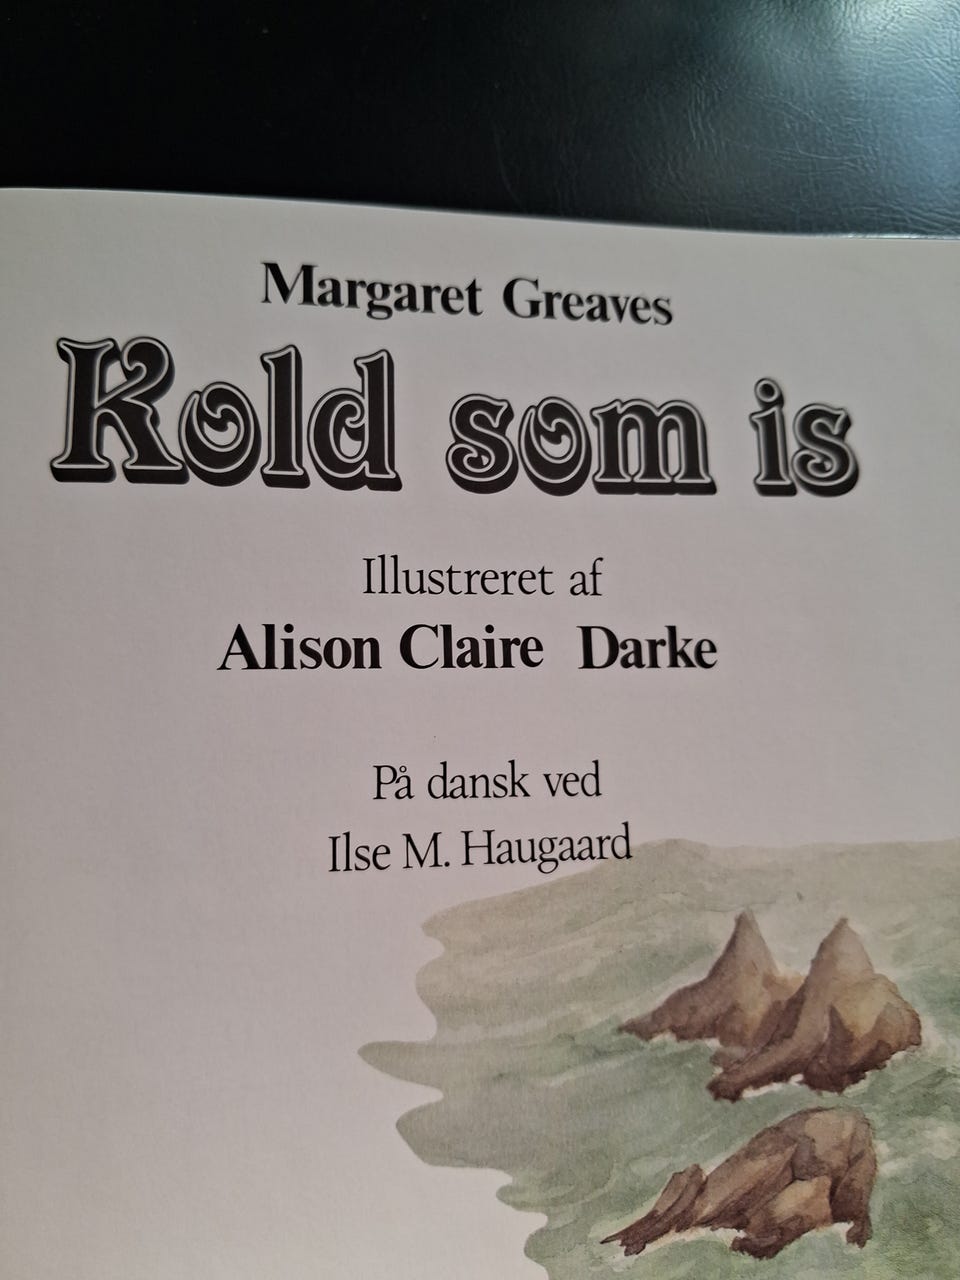 Margaret Greaves
Kold som is
Illustreret af
Alison Claire Darke
På dansk ved
Ilse M. Haugaard